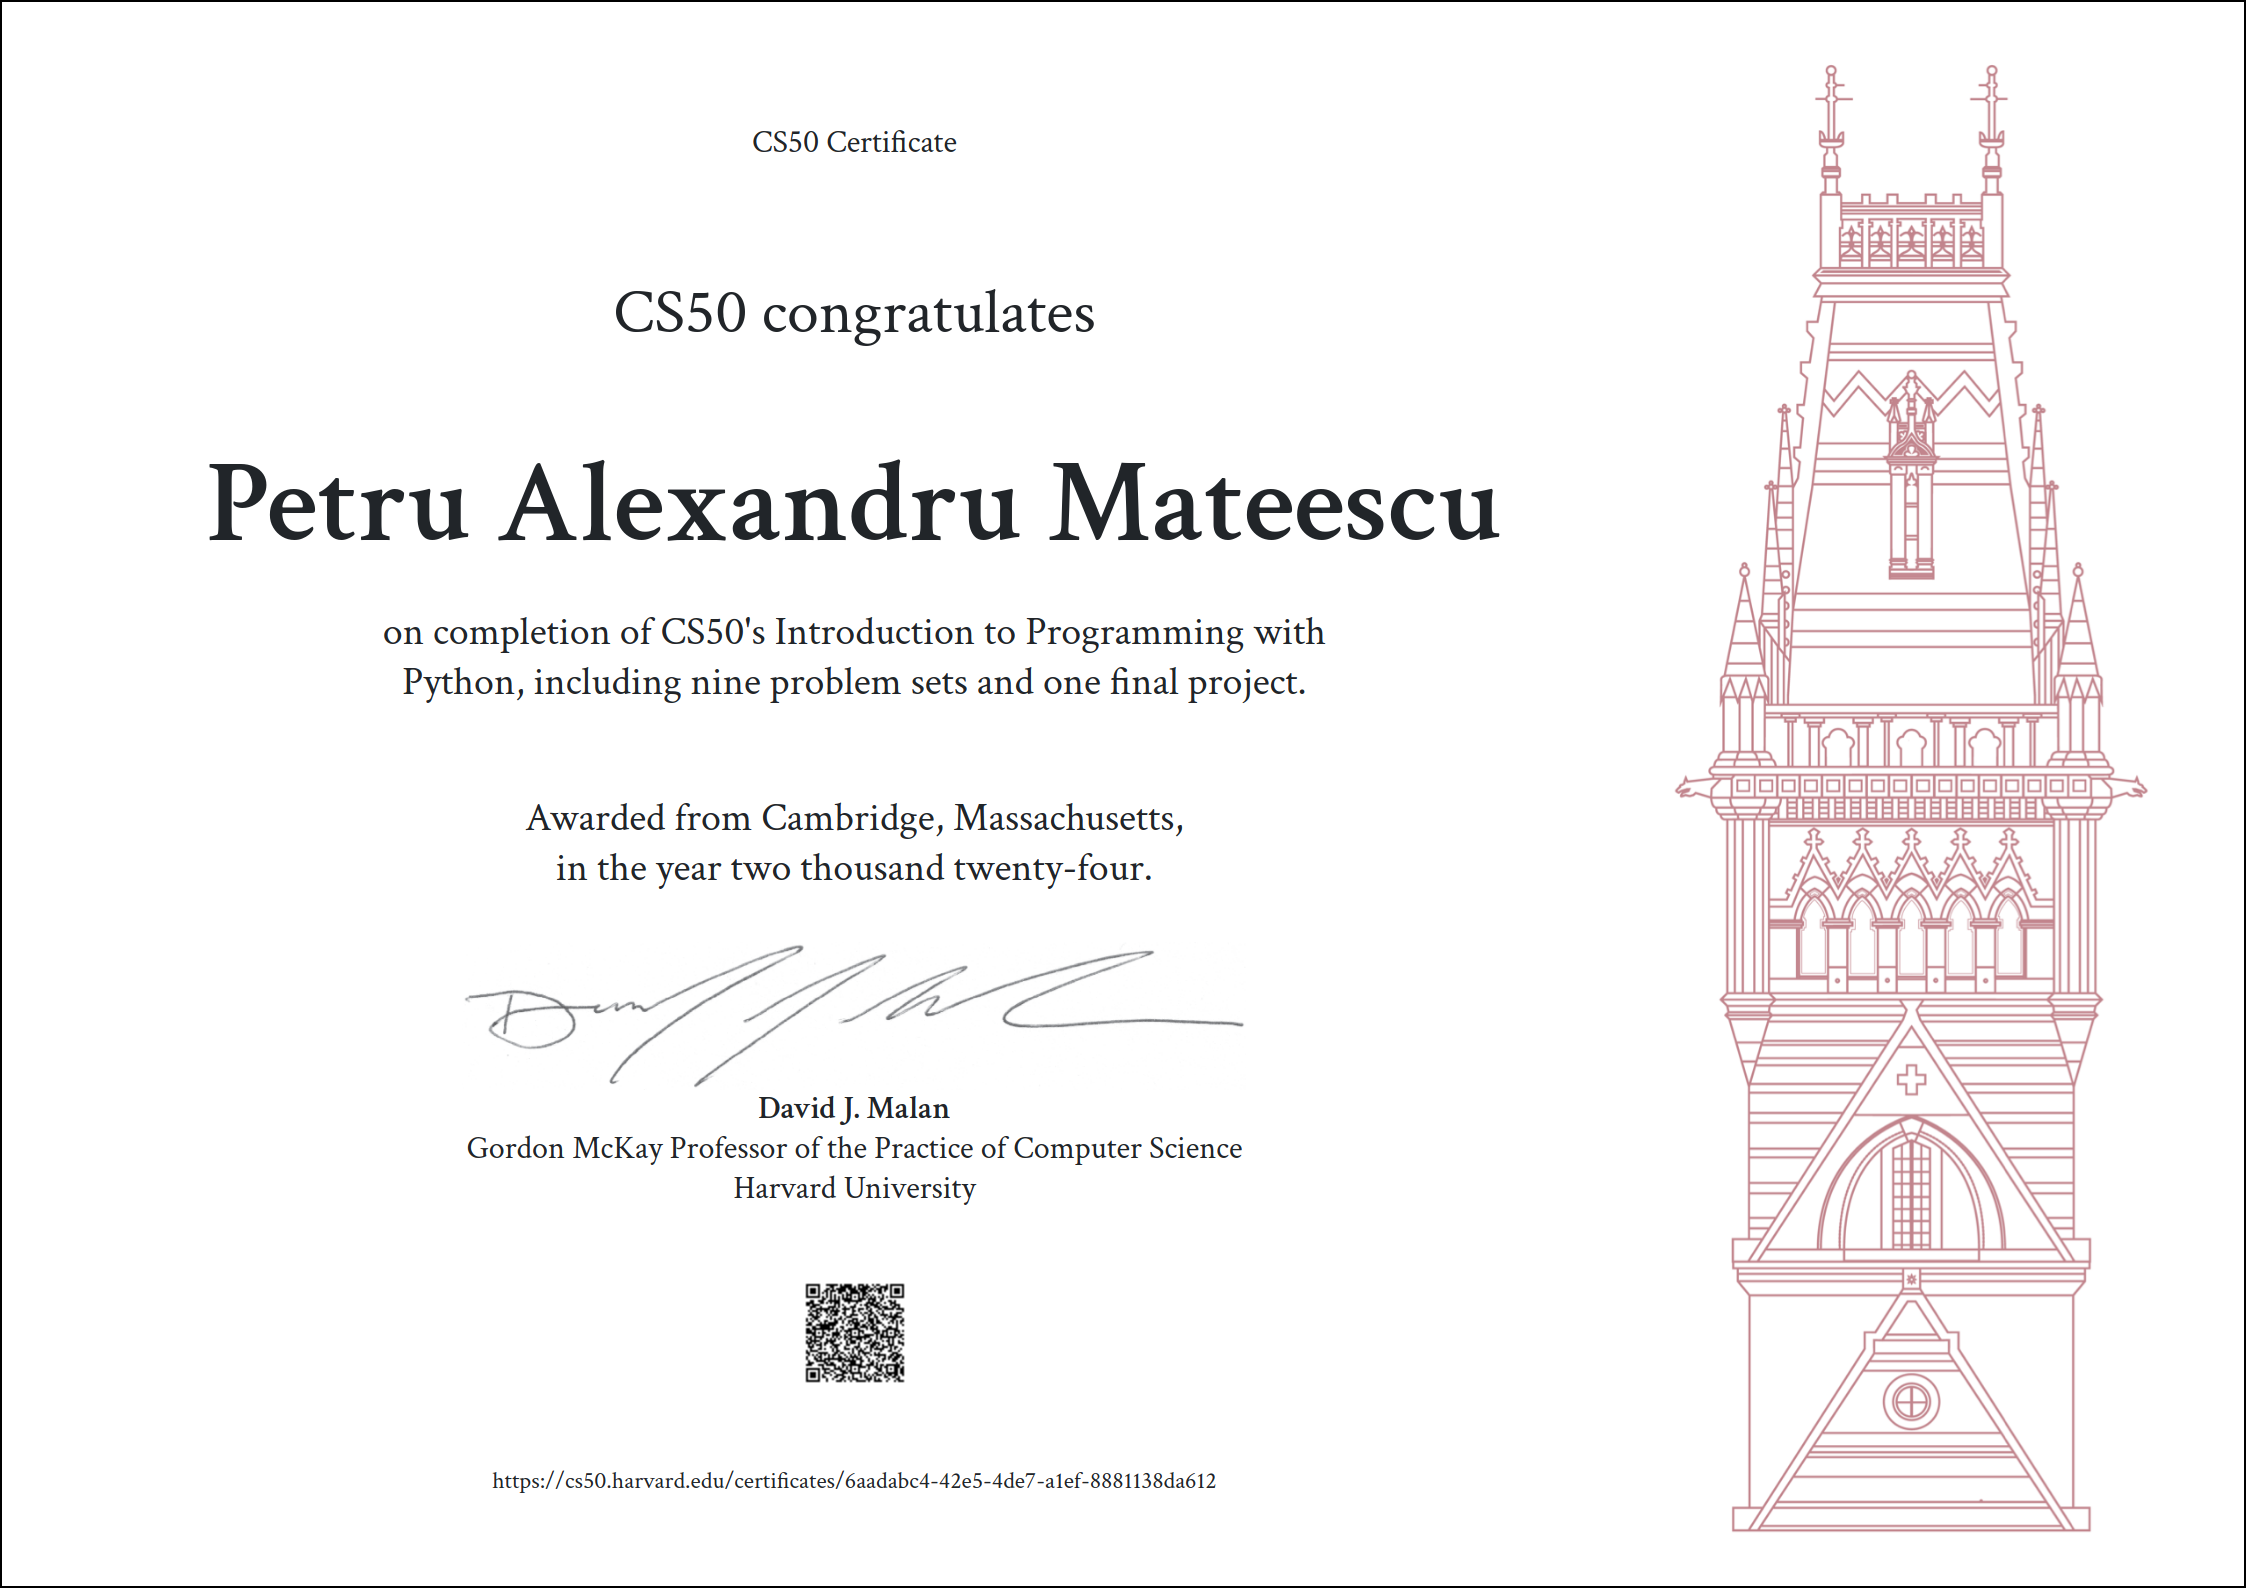 CS50 Certificate
CS50 congratulates
Petru Alexandru Mateescu
on completion of CS50's Introduction to Programming with
Python, including nine problem sets and one final project.
Awarded from Cambridge, Massachusetts,
in the year two thousand twenty-four.
David J. Malan
Gordon McKay Professor of the Practice of Computer Science
Harvard University
https://cs50.harvard.edu/certificates/6aadabc4-42e5-4de7-a1ef-8881138da612